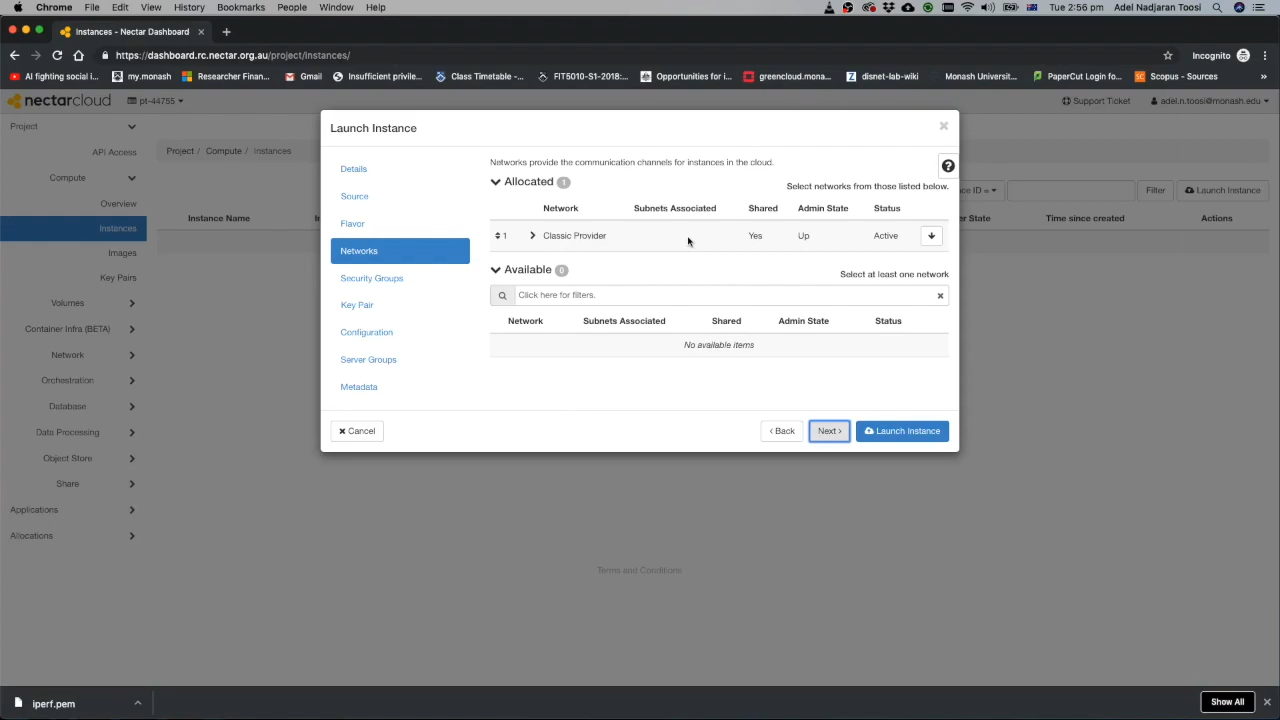 Chrome File Edit View History Bookmarks People Window Help Tue 2:56 pm Adel Nadjaran Toosi
Instances - Nectar Dashboard
https://dashboard.rc.nectar.org.au/project/instances/ Incognito
AI fighting social i... my.monash Researcher Finan... Gmail Insufficient privile... Class Timetable -... FIT5010-S1-2018:... Opportunities for i... greencloud.mona... disnet-lab-wiki Monash Universit... PaperCut Login fo... Scopus - Sources »
nectarcloud pt-44755 Support Ticket adel.n.toosi@monash.edu
Project
API Access
Compute
Overview
Instances
Images
Key Pairs
Volumes
Container Infra (BETA)
Network
Orchestration
Database
Data Processing
Object Store
Share
Applications
Allocations
Project / Compute / Instances
ce ID = Filter Launch Instance
Instance Name I er State Time since created Actions
Launch Instance
Details
Source
Flavor
Networks
Security Groups
Key Pair
Configuration
Server Groups
Metadata
Networks provide the communication channels for instances in the cloud.
Allocated 1
Select networks from those listed below.
Network Subnets Associated Shared Admin State Status
1 Classic Provider Yes Up Active
Available 0
Select at least one network
Click here for filters.
Network Subnets Associated Shared Admin State Status
No available items
Cancel < Back Next > Launch Instance
Terms and Conditions
iperf.pem Show All